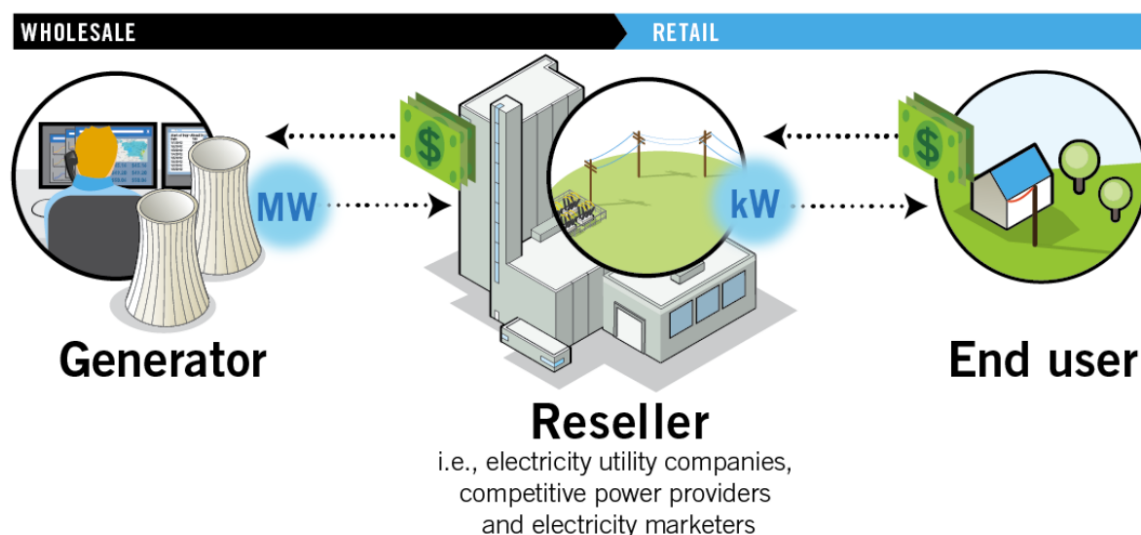 WHOLESALE
RETAIL
$
$
MW
kW
Generator
End user
Reseller
i.e., electricity utility companies,
competitive power providers
and electricity marketers